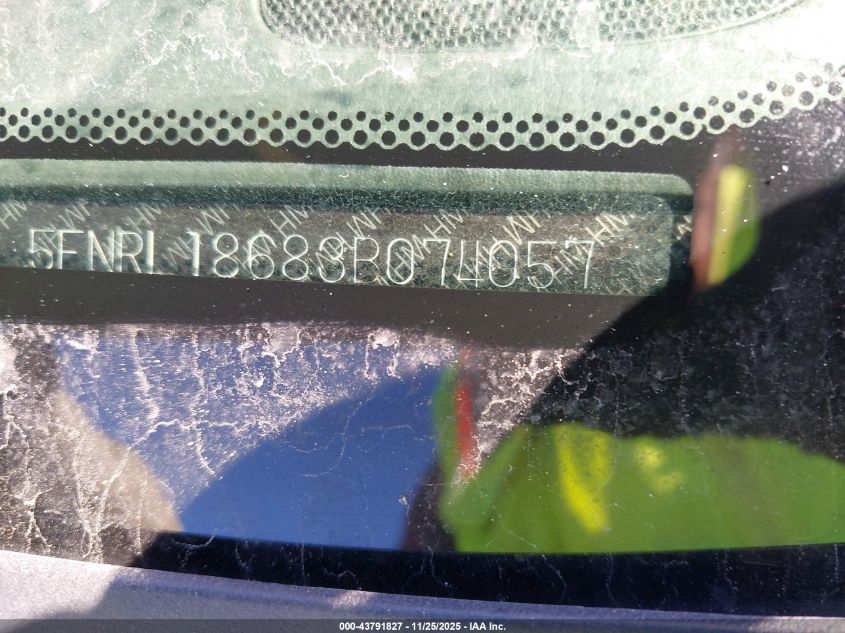 5FNRL18683B074057
000-43791827 - 11/25/2025 - IAA Inc.